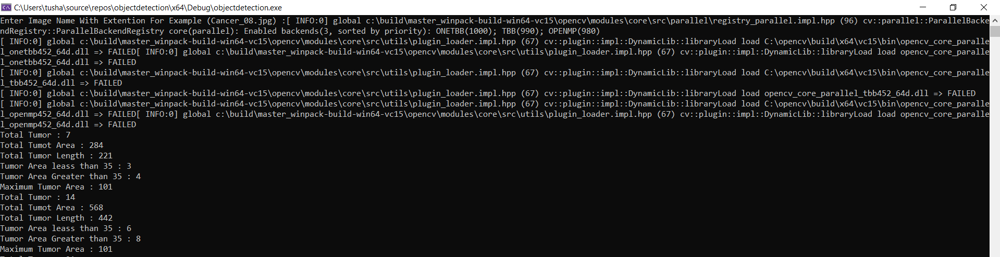 C:\Users\tusha\source\repos\objectdetection\x64\Debug\objectdetection.exe
Enter Image Name With Extention For Example (Cancer_08.jpg) :[ INFO:0] global c:\build\master_winpack-build-win64-vc15\opencv\modules\core\src\parallel\registry_parallel.impl.hpp (96) cv::parallel::ParallelBacke
ndRegistry::ParallelBackendRegistry core(parallel): Enabled backends(3, sorted by priority): ONETBB(1000); TBB(990); OPENMP(980)
[ INFO:0] global c:\build\master_winpack-build-win64-vc15\opencv\modules\core\src\utils\plugin_loader.impl.hpp (67) cv::plugin::impl::DynamicLib::libraryLoad load C:\opencv\build\x64\vc15\bin\opencv_core_paralle
l_onetbb452_64d.dll => FAILED[ INFO:0] global c:\build\master_winpack-build-win64-vc15\opencv\modules\core\src\utils\plugin_loader.impl.hpp (67) cv::plugin::impl::DynamicLib::libraryLoad load opencv_core_paralle
l_onetbb452_64d.dll => FAILED
[ INFO:0] global c:\build\master_winpack-build-win64-vc15\opencv\modules\core\src\utils\plugin_loader.impl.hpp (67) cv::plugin::impl::DynamicLib::libraryLoad load C:\opencv\build\x64\vc15\bin\opencv_core_paralle
l_tbb452_64d.dll => FAILED
[ INFO:0] global c:\build\master_winpack-build-win64-vc15\opencv\modules\core\src\utils\plugin_loader.impl.hpp (67) cv::plugin::impl::DynamicLib::libraryLoad load opencv_core_parallel_tbb452_64d.dll => FAILED
[ INFO:0] global c:\build\master_winpack-build-win64-vc15\opencv\modules\core\src\utils\plugin_loader.impl.hpp (67) cv::plugin::impl::DynamicLib::libraryLoad load C:\opencv\build\x64\vc15\bin\opencv_core_paralle
l_openmp452_64d.dll => FAILED[ INFO:0] global c:\build\master_winpack-build-win64-vc15\opencv\modules\core\src\utils\plugin_loader.impl.hpp (67) cv::plugin::impl::DynamicLib::libraryLoad load opencv_core_paralle
l_openmp452_64d.dll => FAILED
Total Tumor : 7
Total Tumot Area : 284
Total Tumor Length : 221
Tumor Area leass than 35 : 3
Tumor Area Greater than 35 : 4
Maximum Tumor Area : 101
Total Tumor : 14
Total Tumot Area : 568
Total Tumor Length : 442
Tumor Area leass than 35 : 6
Tumor Area Greater than 35 : 8
Maximum Tumor Area : 101